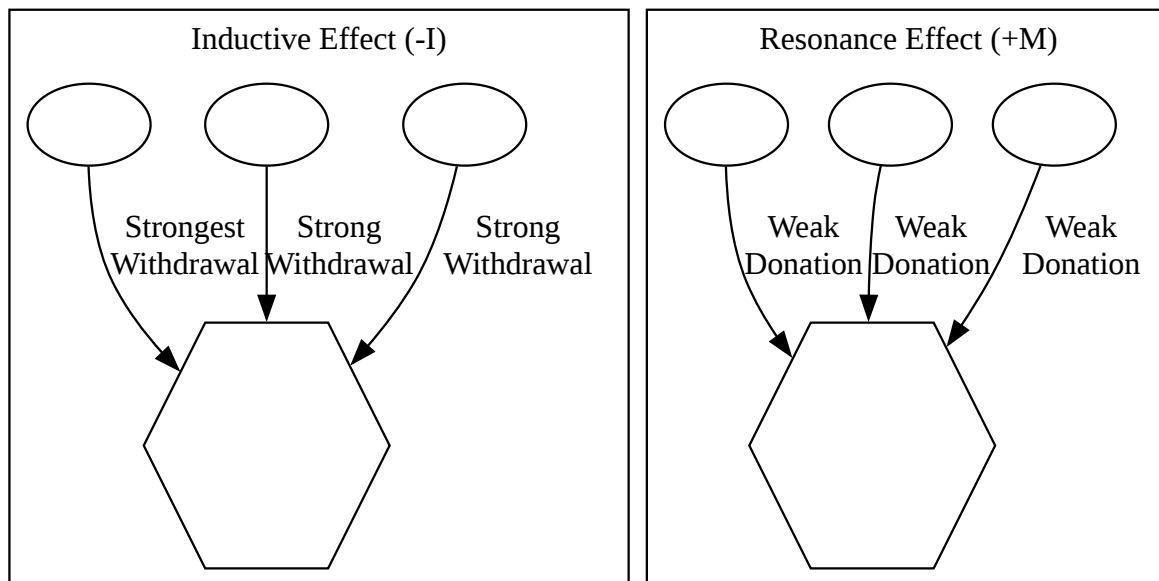 Inductive Effect (-I)
Strongest
Withdrawal
Strong
Withdrawal
Strong
Withdrawal
Resonance Effect (+M)
Weak
Donation
Weak
Donation
Weak
Donation